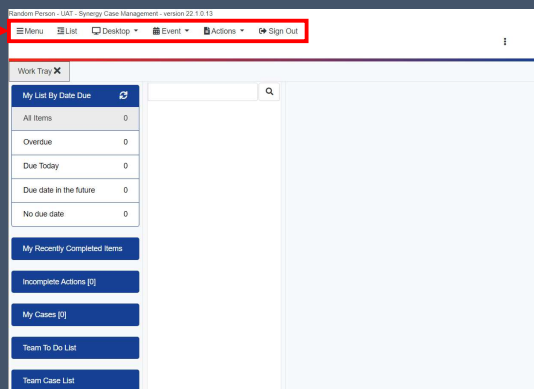 Random Person - UAT - Synergy Case Management - version 22.1.0.13
Menu List Desktop Event Actions Sign Out
Work Tray
My List By Date Due
All Items 0
Overdue 0
Due Today 0
Due date in the future 0
No due date 0
My Recently Completed Items
Incomplete Actions [0]
My Cases [0]
Team To Do List
Team Case List